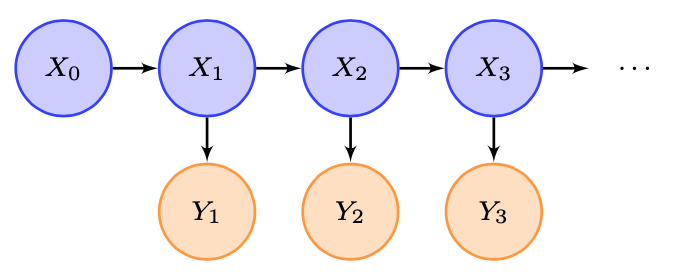 X₀ X₁ X₂ X₃ ⋯
Y₁ Y₂ Y₃